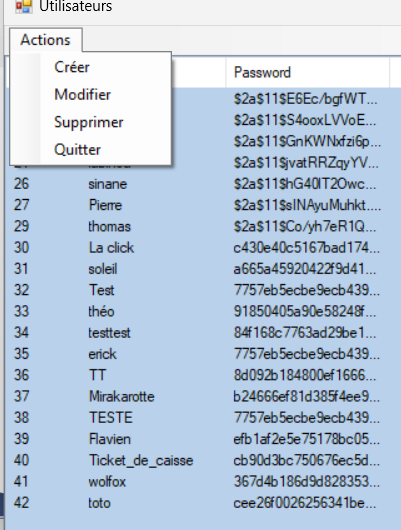 Utilisateurs
Actions
Créer
Modifier
Supprimer
Quitter
Password
$2a$11$E6Ec/bgfWT...
$2a$11$S4ooxLVVoE...
$2a$11$GnKWNxfzi6p...
$2a$11$jvatRRZqyYV...
26 sinane $2a$11$hG40IT2Owc...
27 Pierre $2a$11$sINAyuMuhkt....
29 thomas $2a$11$Co/yh7eR1Q...
30 La click c430e40c5167bad174...
31 soleil a665a45920422f9d41...
32 Test 7757eb5ecbe9ecb439...
33 théo 91850405a90e58248f...
34 testtest 84f168c7763ad29be1...
35 erick 7757eb5ecbe9ecb439...
36 TT 8d092b184800ef1666...
37 Mirakarotte b24666ef81d385f4ee9...
38 TESTE 7757eb5ecbe9ecb439...
39 Flavien efb1af2e5e75178bc05...
40 Ticket_de_caisse cb90d3bc750676ec5d...
41 wolfox 367d4b186d9d828353...
42 toto cee26f0026256341be...